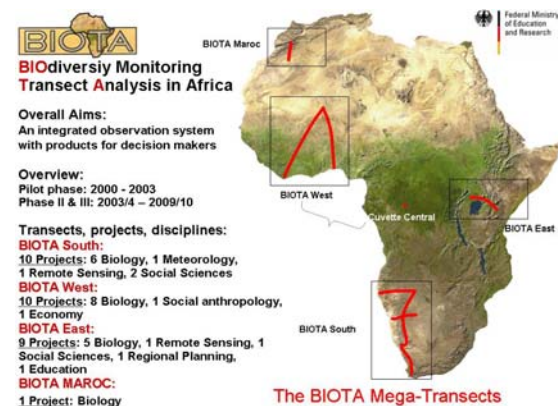 BIOTA
BIOdiversiy Monitoring
Transect Analysis in Africa
Overall Aims:
An integrated observation system
with products for decision makers
Overview:
Pilot phase: 2000 - 2003
Phase II & III: 2003/4 – 2009/10
Transects, projects, disciplines:
BIOTA South:
10 Projects: 6 Biology, 1 Meteorology,
1 Remote Sensing, 2 Social Sciences
BIOTA West:
10 Projects: 8 Biology, 1 Social anthropology,
1 Economy
BIOTA East:
9 Projects: 5 Biology, 1 Remote Sensing, 1
Social Sciences, 1 Regional Planning,
1 Education
BIOTA MAROC:
1 Project: Biology
Federal Ministry
of Education
and Research
BIOTA Maroc
BIOTA West
Cuvette Central
BIOTA East
BIOTA South
The BIOTA Mega-Transects